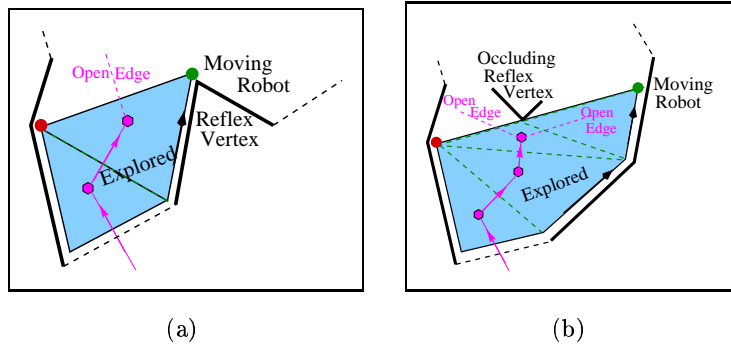 Open Edge
Moving
Robot
Reflex
Vertex
Explored
(a)
Occluding
Reflex
Vertex
Open
Edge
Open
Edge
Moving
Robot
Explored
(b)